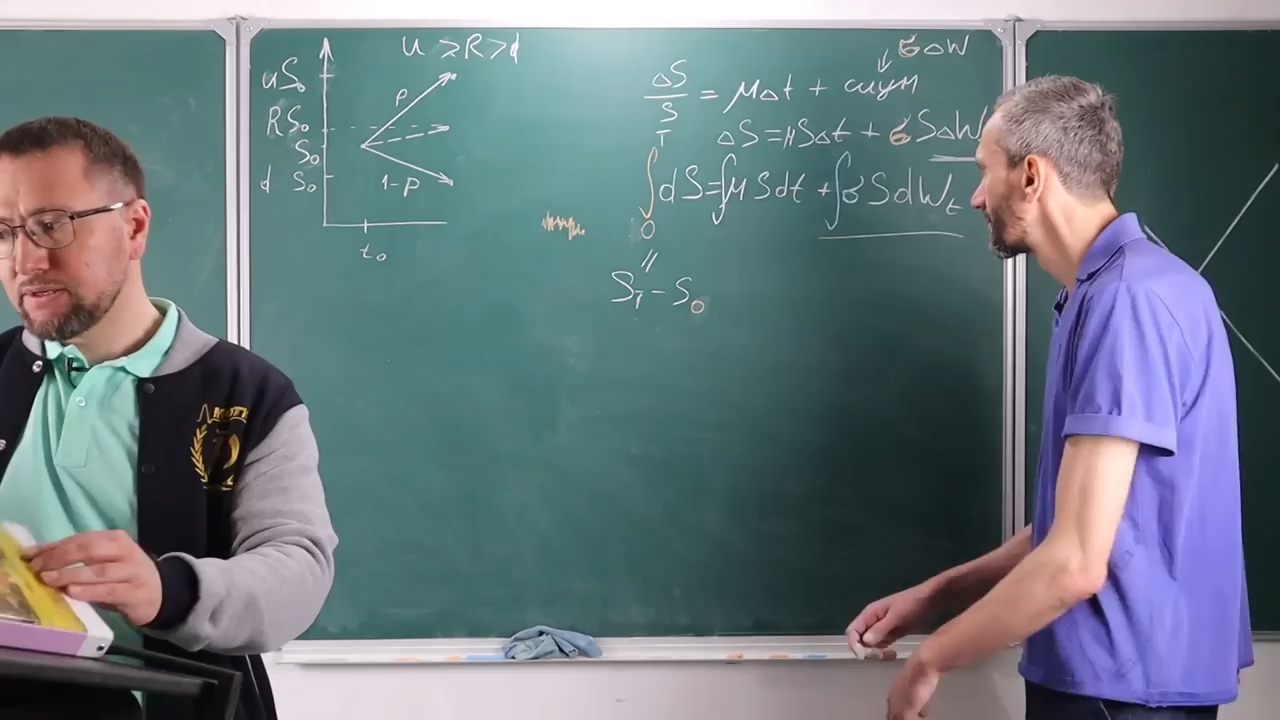 u ≥ R > d
uS₀
RS₀
S₀
d S₀
p
1-p
t₀
σΔW
ΔS/S = μΔt + шум
ΔS = μSΔt + σSΔW
∫₀ᵀ dS = ∫μSdt + ∫σSdWₜ
"
S_T - S₀